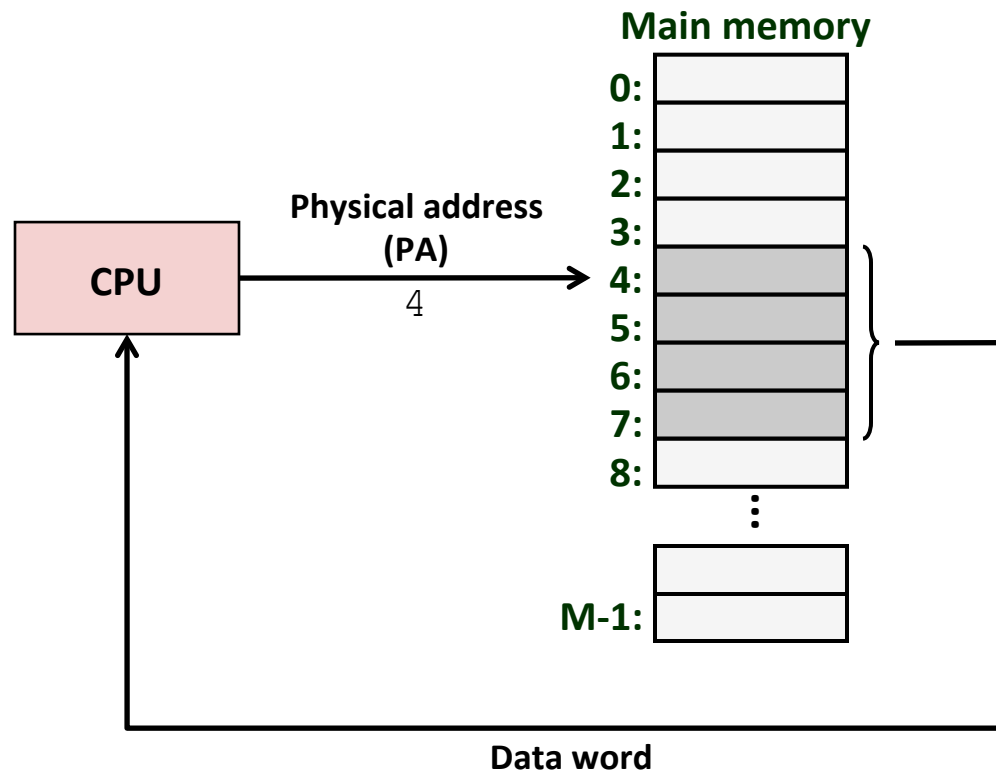 Main memory
0:
1:
2:
Physical address
(PA)
3:
CPU
4
4:
5:
6:
7:
8:
...
M-1:
Data word